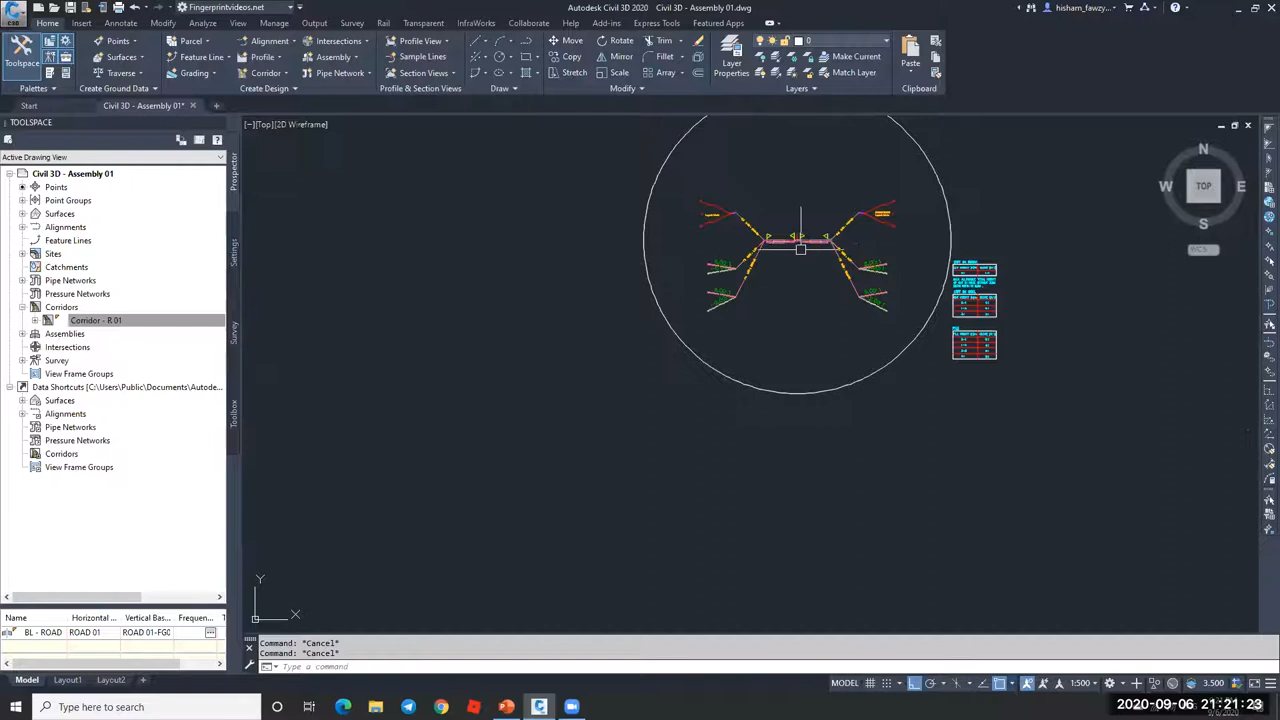 Fingerprintvideos.net
Autodesk Civil 3D 2020 Civil 3D - Assembly 01.dwg
hisham_fawzy...
C3D
Home Insert Annotate Modify Analyze View Manage Output Survey Rail Transparent InfraWorks Collaborate Help Add-ins Express Tools Featured Apps
Toolspace
Points
Surfaces
Traverse
Parcel
Feature Line
Grading
Alignment
Profile
Corridor
Intersections
Assembly
Pipe Network
Profile View
Sample Lines
Section Views
Move
Copy
Stretch
Rotate
Mirror
Scale
Trim
Fillet
Array
Layer
Properties
0
Make Current
Match Layer
Paste
Palettes Create Ground Data Create Design Profile & Section Views Draw Modify Layers Clipboard
Start Civil 3D - Assembly 01*
TOOLSPACE
Active Drawing View
Civil 3D - Assembly 01
Points
Point Groups
Surfaces
Alignments
Feature Lines
Sites
Catchments
Pipe Networks
Pressure Networks
Corridors
Corridor - R 01
Assemblies
Intersections
Survey
View Frame Groups
Data Shortcuts [C:\Users\Public\Documents\Autode...
Surfaces
Alignments
Pipe Networks
Pressure Networks
Corridors
View Frame Groups
Prospector
Settings
Survey
Toolbox
Name Horizontal ... Vertical Bas... Frequen... T
BL - ROAD ROAD 01 ROAD 01-FG0
[−][Top][2D Wireframe]
N
W TOP E
S
Y
X
Command: *Cancel*
Command: *Cancel*
Type a command
Model Layout1 Layout2
MODEL 1:500 3.500
Type here to search
2020-09-06 21:21:23